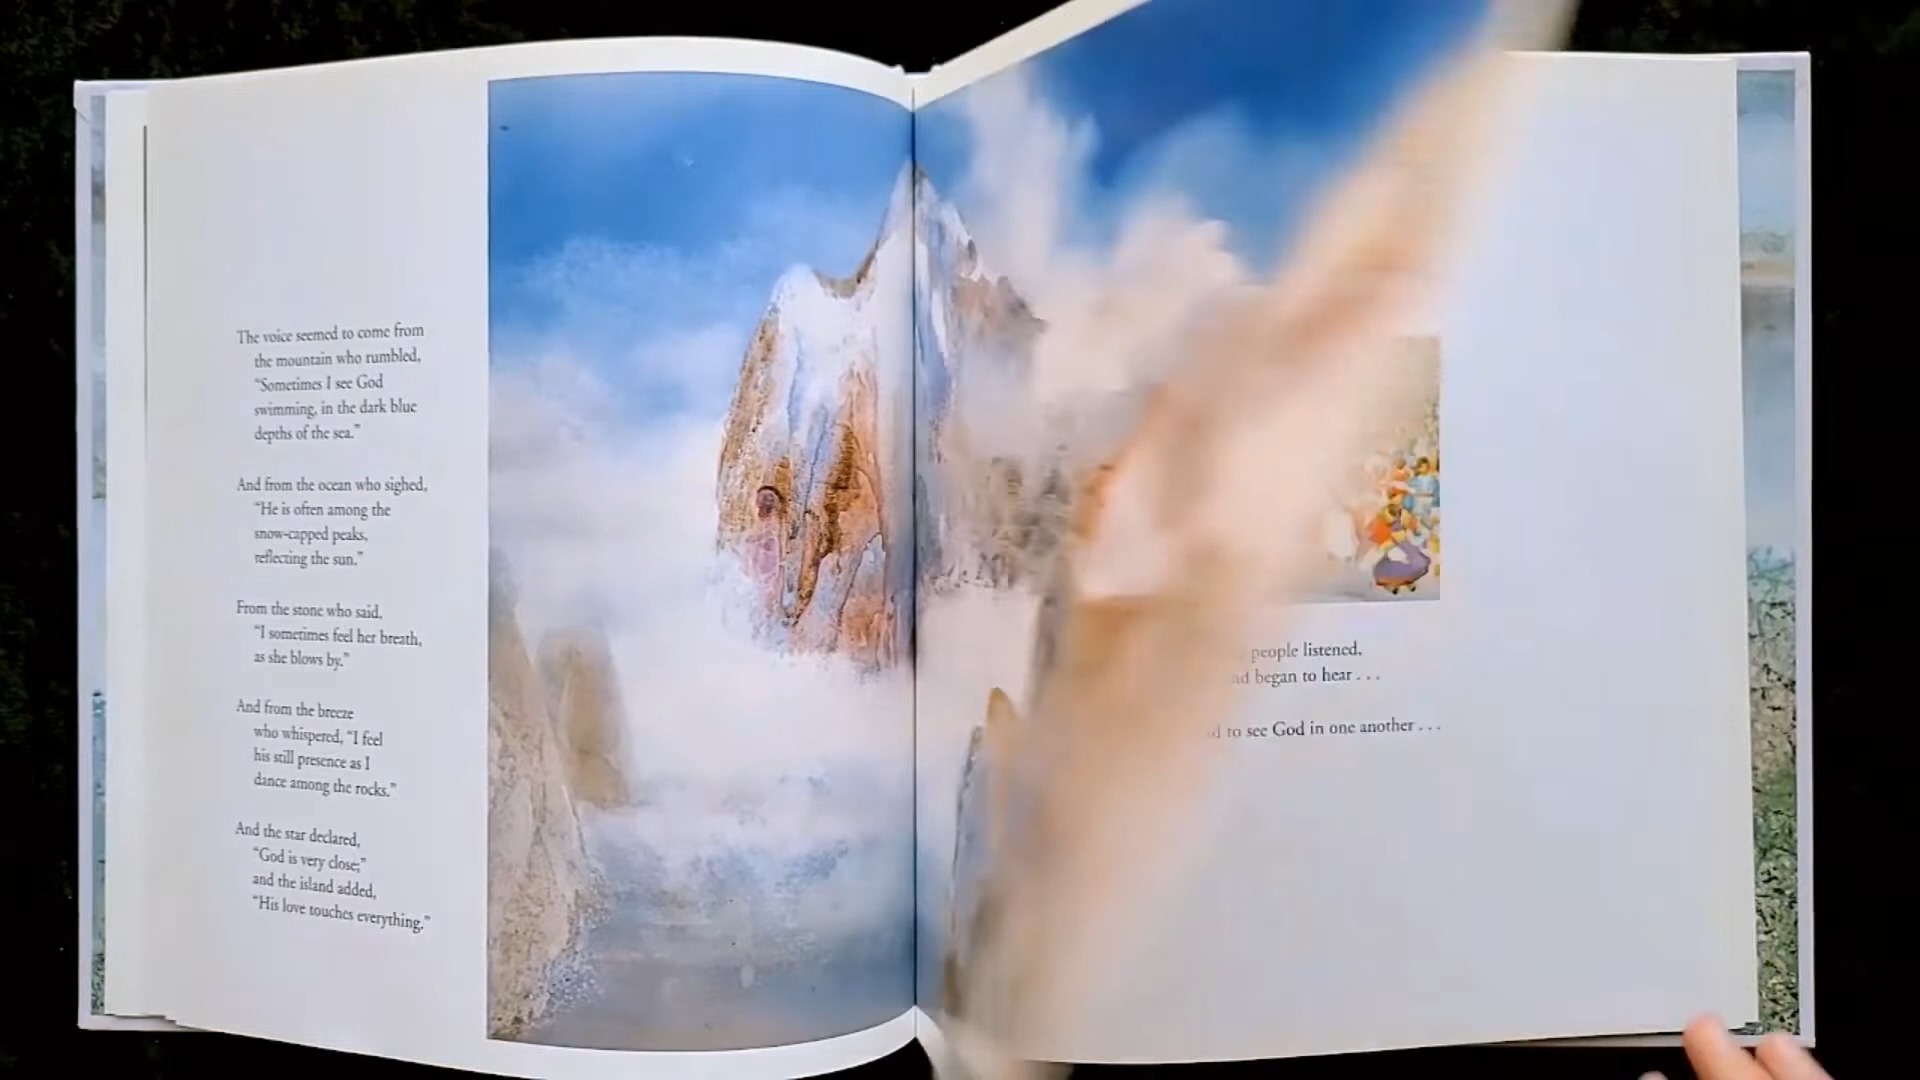 The voice seemed to come from
the mountain who rumbled,
“Sometimes I see God
swimming, in the dark blue
depths of the sea.”
And from the ocean who sighed,
“He is often among the
snow-capped peaks,
reflecting the sun.”
From the stone who said,
“I sometimes feel her breath,
as she blows by.”
And from the breeze
who whispered, “I feel
his still presence as I
dance among the rocks.”
And the star declared,
“God is very close;”
and the island added,
“His love touches everything.”
people listened,
began to hear . . .
to see God in one another . . .